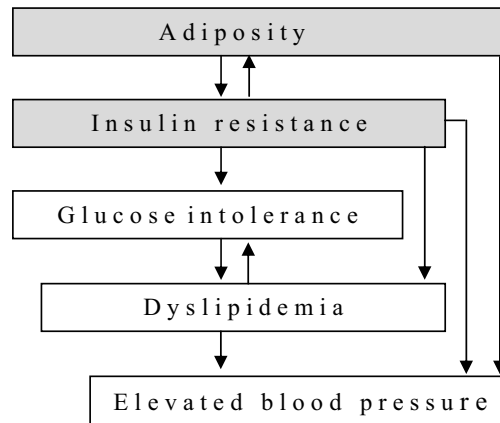 Adiposity
Insulin resistance
Glucose intolerance
Dyslipidemia
Elevated blood pressure